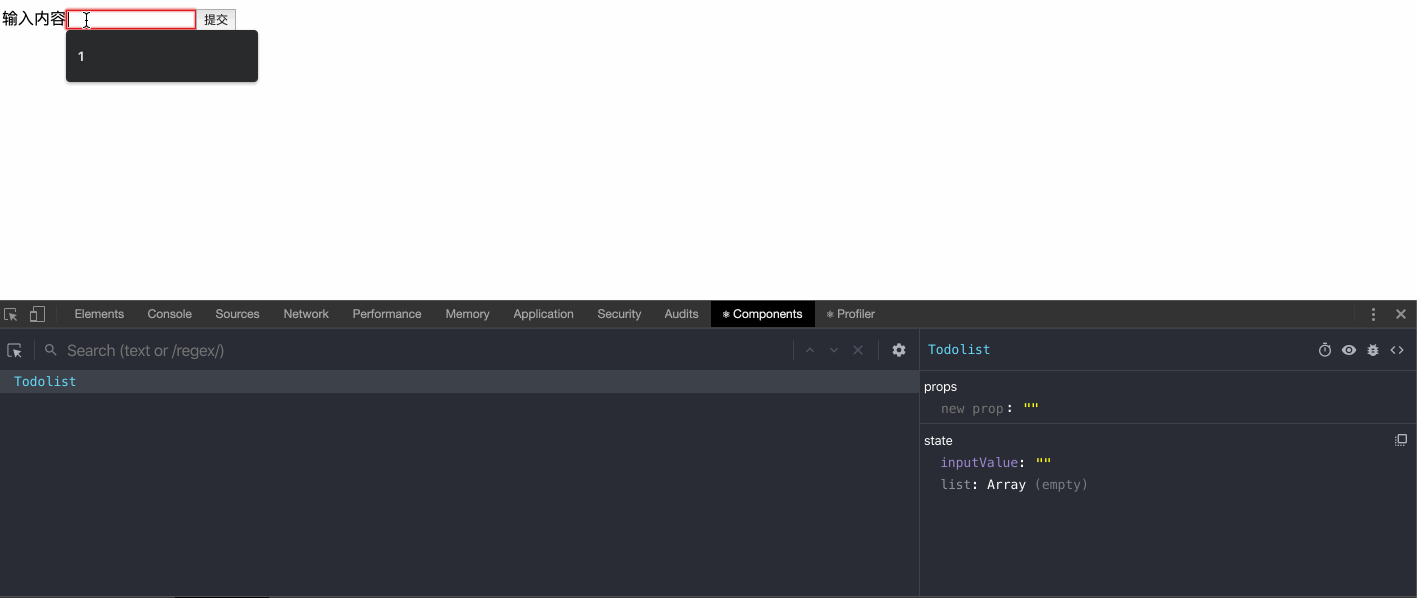 输入内容 提交
1
Elements Console Sources Network Performance Memory Application Security Audits ⚛ Components ⚛ Profiler
Search (text or /regex/)
Todolist
Todolist
props
new prop: ""
state
inputValue: ""
list: Array (empty)